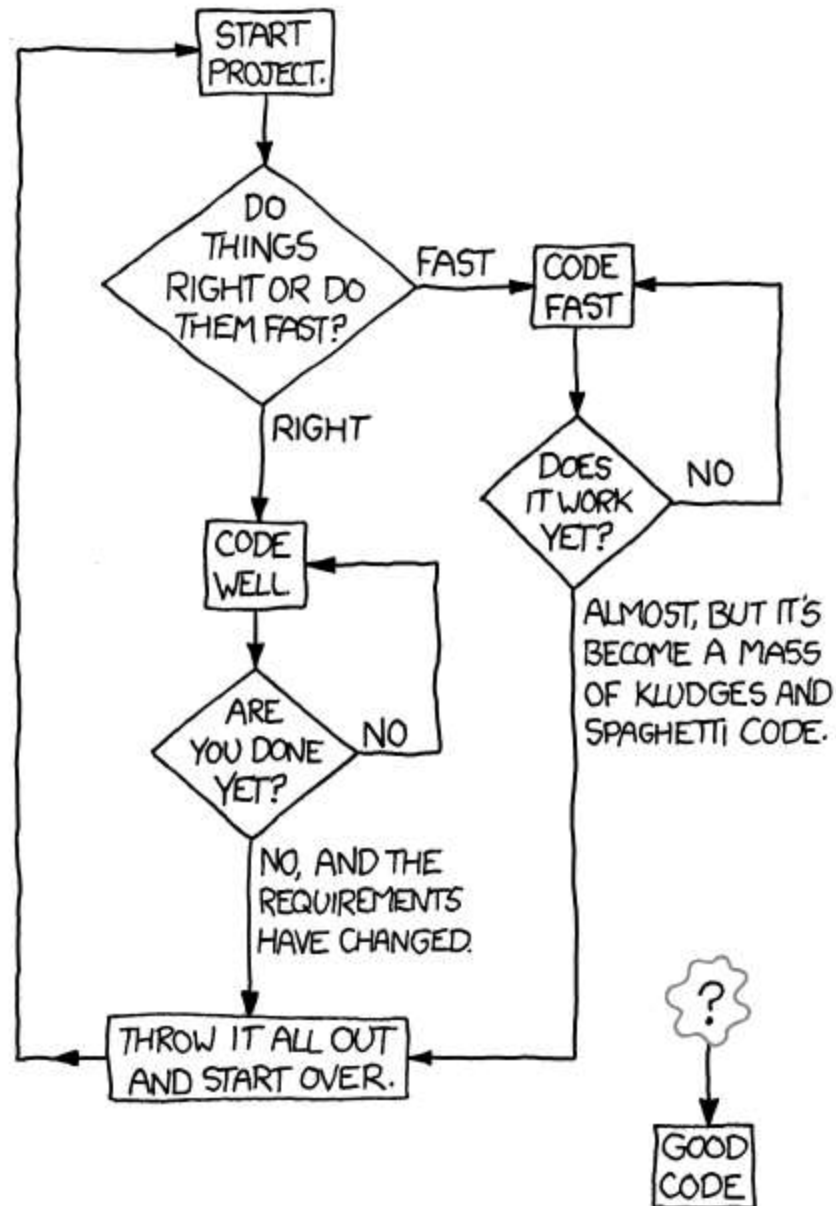 START
PROJECT.
DO
THINGS
RIGHT OR DO
THEM FAST?
FAST
CODE
FAST
RIGHT
DOES
IT WORK
YET?
NO
CODE
WELL
ALMOST, BUT IT'S
BECOME A MASS
OF KLUDGES AND
SPAGHETTI CODE.
ARE
YOU DONE
YET?
NO
NO, AND THE
REQUIREMENTS
HAVE CHANGED.
THROW IT ALL OUT
AND START OVER.
?
GOOD
CODE